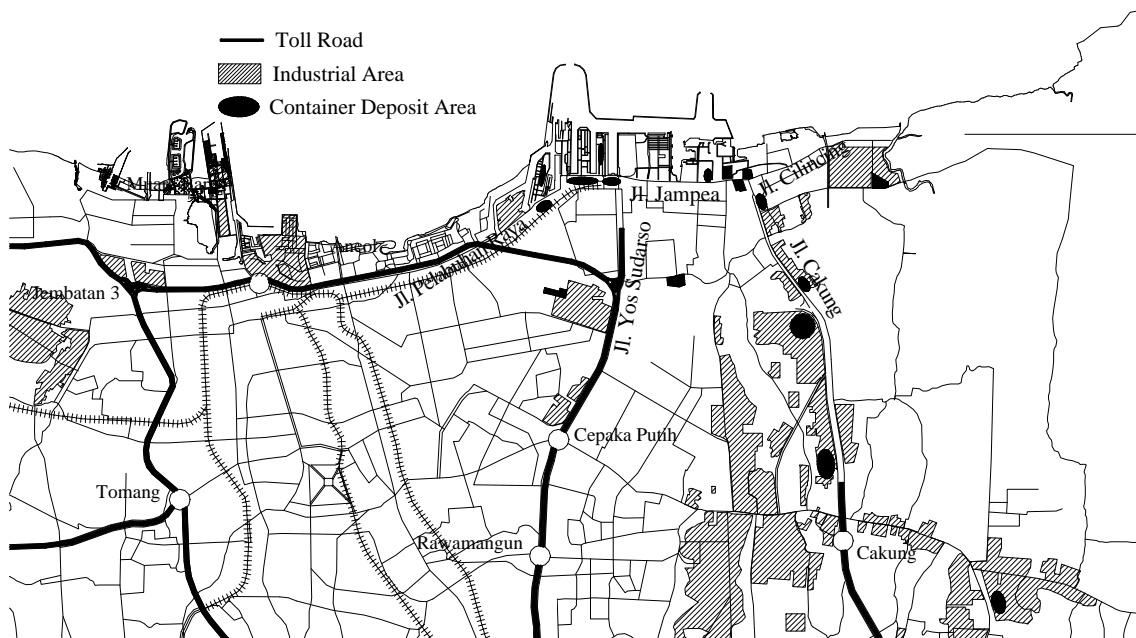 Toll Road
Industrial Area
Container Deposit Area
Jl. Cilincing
Jl. Jampea
Ancol
Jl. Pelabuhan Raya
Jl. Yos Sudarso
Jl. Cakung
Jembatan 3
Cepaka Putih
Tomang
Rawamangun
Cakung